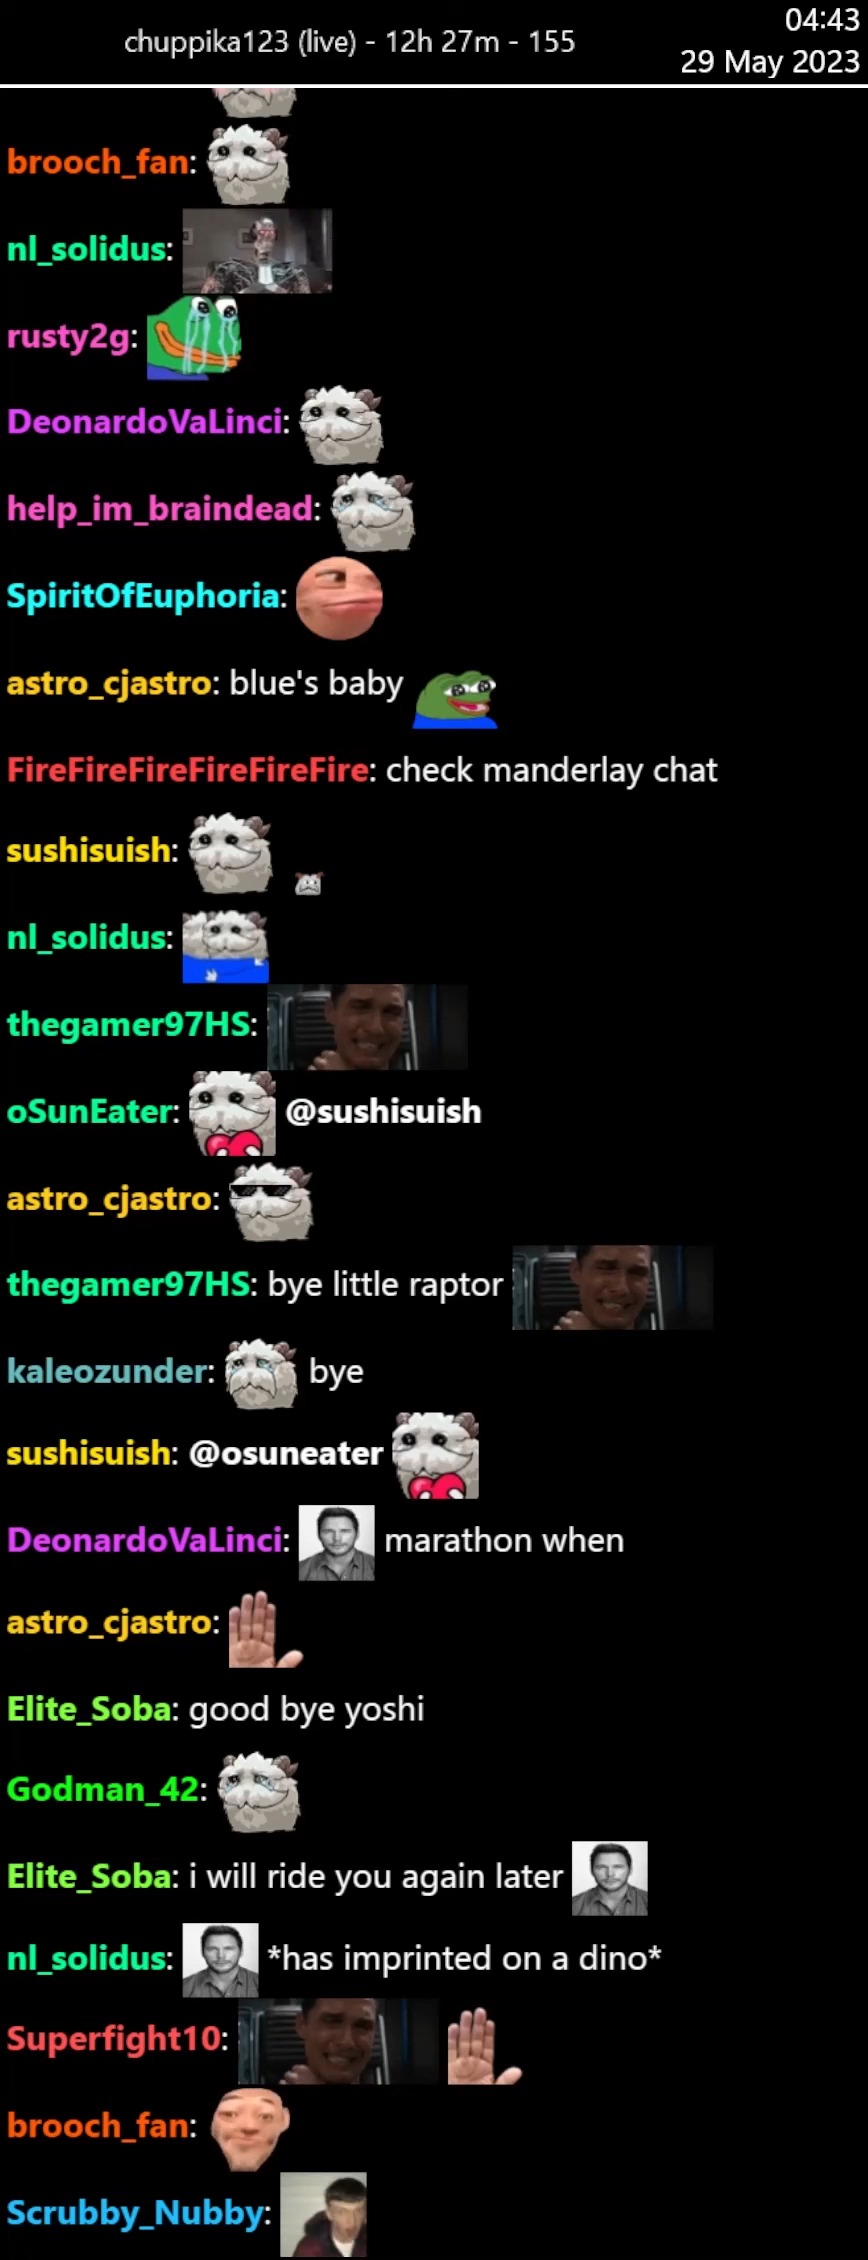 chuppika123 (live) - 12h 27m - 155
04:43
29 May 2023
brooch_fan:
nl_solidus:
rusty2g:
DeonardoVaLinci:
help_im_braindead:
SpiritOfEuphoria:
astro_cjastro: blue's baby
FireFireFireFireFireFire: check manderlay chat
sushisuish:
nl_solidus:
thegamer97HS:
oSunEater: @sushisuish
astro_cjastro:
thegamer97HS: bye little raptor
kaleozunder: bye
sushisuish: @osuneater
DeonardoVaLinci: marathon when
astro_cjastro:
Elite_Soba: good bye yoshi
Godman_42:
Elite_Soba: i will ride you again later
nl_solidus: *has imprinted on a dino*
Superfight10:
brooch_fan:
Scrubby_Nubby: